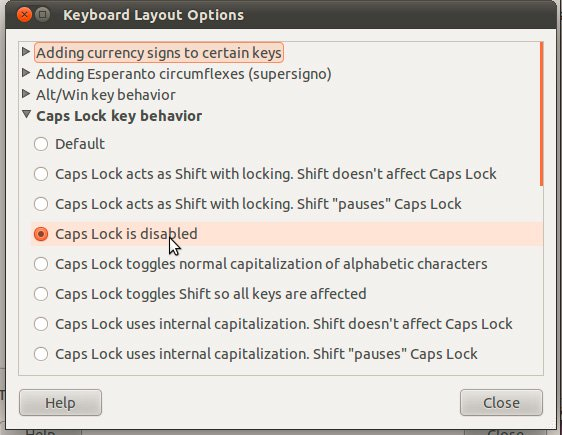 Keyboard Layout Options
Adding currency signs to certain keys
Adding Esperanto circumflexes (supersigno)
Alt/Win key behavior
Caps Lock key behavior
Default
Caps Lock acts as Shift with locking. Shift doesn't affect Caps Lock
Caps Lock acts as Shift with locking. Shift "pauses" Caps Lock
Caps Lock is disabled
Caps Lock toggles normal capitalization of alphabetic characters
Caps Lock toggles Shift so all keys are affected
Caps Lock uses internal capitalization. Shift doesn't affect Caps Lock
Caps Lock uses internal capitalization. Shift "pauses" Caps Lock
Help Close
Help Close